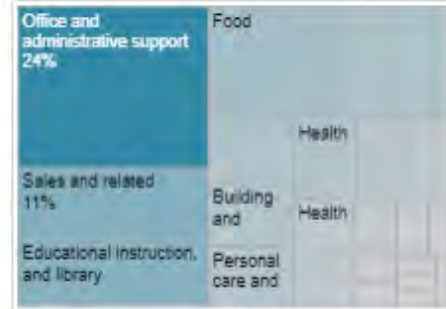 Office and
administrative support
24%
Food
Health
Sales and related
11%
Building
and
Health
Educational instruction,
and library
Personal
care and